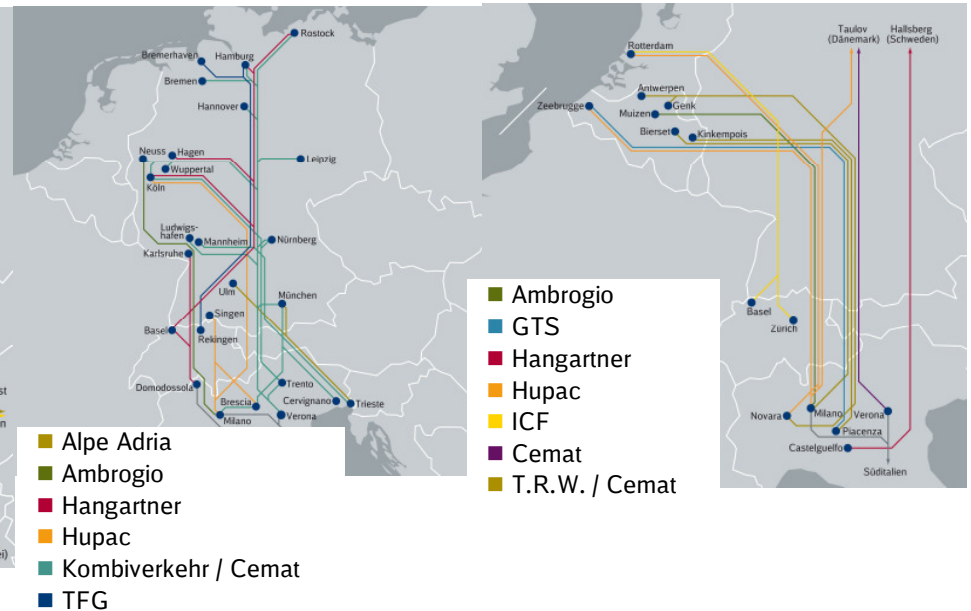 st
n
ei)
Rostock
Bremerhaven
Hamburg
Bremen
Hannover
Neuss
Hagen
Wuppertal
Leipzig
Köln
Ludwigs-
hafen
Mannheim
Nürnberg
Karlsruhe
Ulm
München
Singen
Basel
Rekingen
Domodossola
Trento
Brescia
Cervignano
Trieste
Milano
Verona
Alpe Adria
Ambrogio
Hangartner
Hupac
Kombiverkehr / Cemat
TFG
Taulov
(Dänemark)
Hallsberg
(Schweden)
Rotterdam
Antwerpen
Zeebrugge
Genk
Muizen
Bierset
Kinkempois
Basel
Zürich
Novara
Milano
Verona
Piacenza
Castelguelfo
Süditalien
Ambrogio
GTS
Hangartner
Hupac
ICF
Cemat
T.R.W. / Cemat